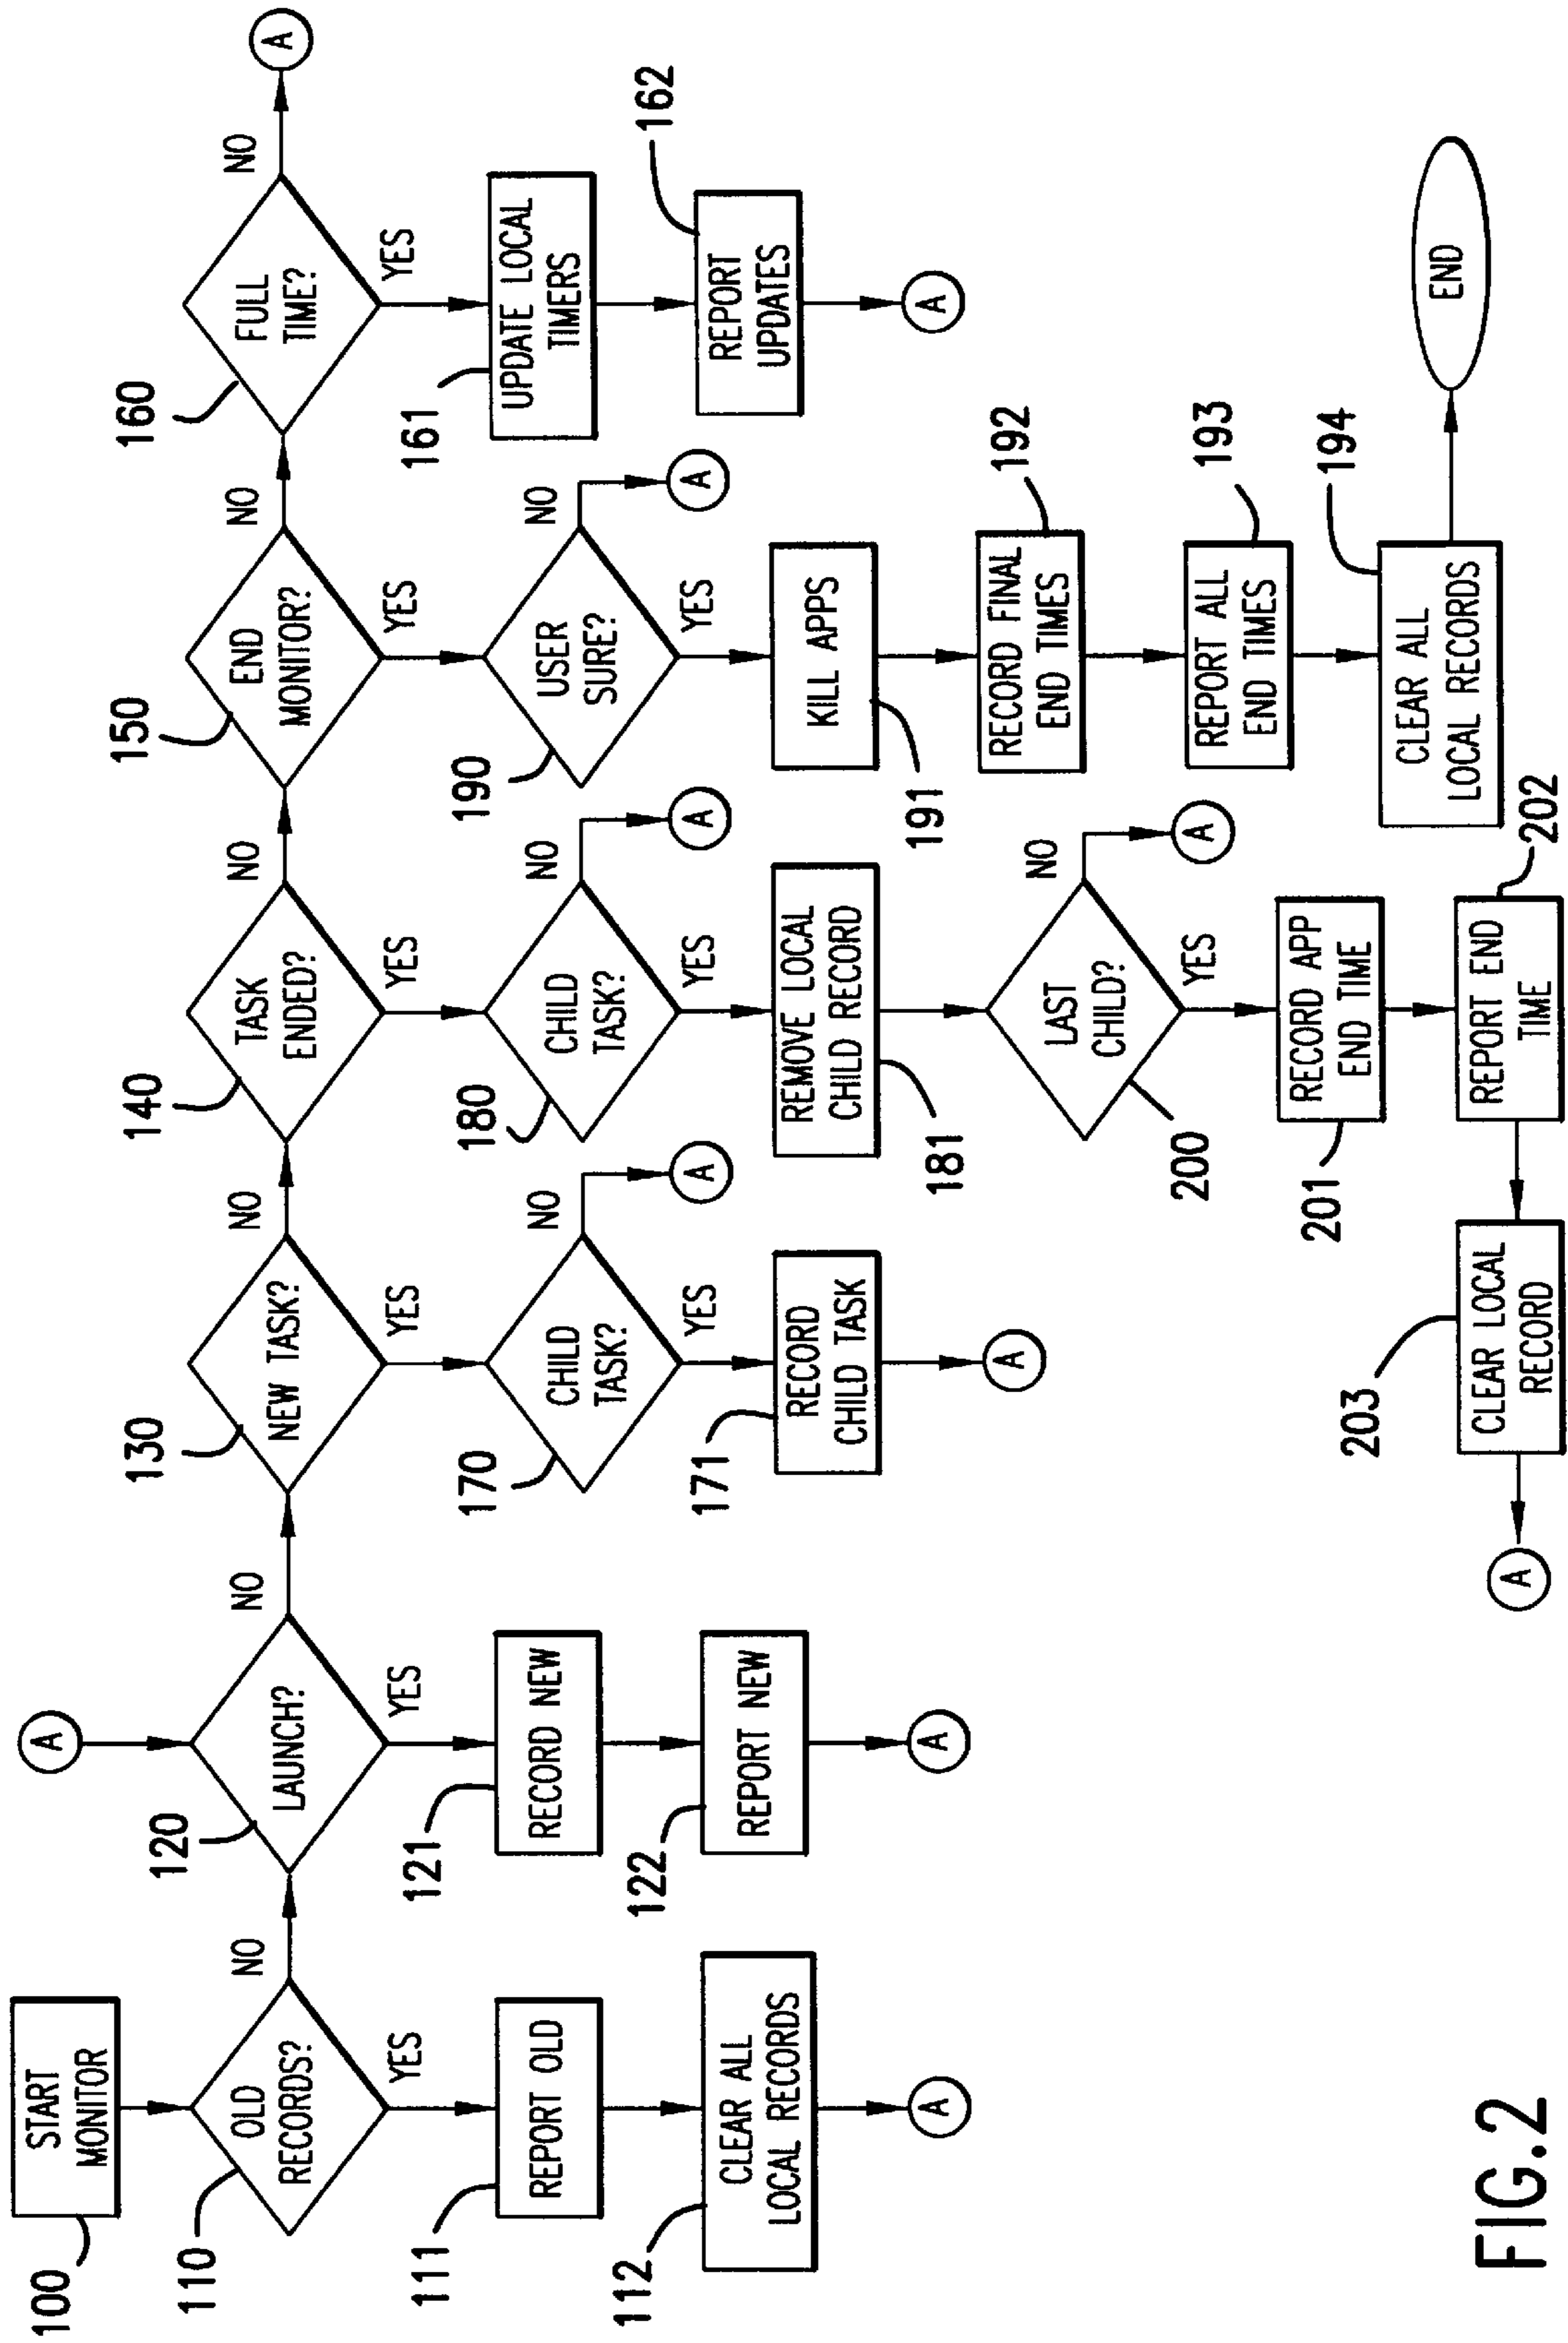 100
START
MONITOR
110
OLD
RECORDS?
NO
YES
111
REPORT OLD
112
CLEAR ALL
LOCAL RECORDS
A
A
120
LAUNCH?
NO
YES
121
RECORD NEW
122
REPORT NEW
A
130
NEW TASK?
NO
YES
170
CHILD
TASK?
NO
A
YES
171
RECORD
CHILD TASK
A
140
TASK
ENDED?
NO
YES
180
CHILD
TASK?
NO
A
YES
181
REMOVE LOCAL
CHILD RECORD
200
LAST
CHILD?
NO
A
YES
201
RECORD APP
END TIME
202
REPORT END
TIME
203
CLEAR LOCAL
RECORD
A
150
END
MONITOR?
NO
YES
190
USER
SURE?
NO
A
YES
191
KILL APPS
192
RECORD FINAL
END TIMES
193
REPORT ALL
END TIMES
194
CLEAR ALL
LOCAL RECORDS
END
160
FULL
TIME?
NO
A
YES
161
UPDATE LOCAL
TIMERS
162
REPORT
UPDATES
A
FIG.2